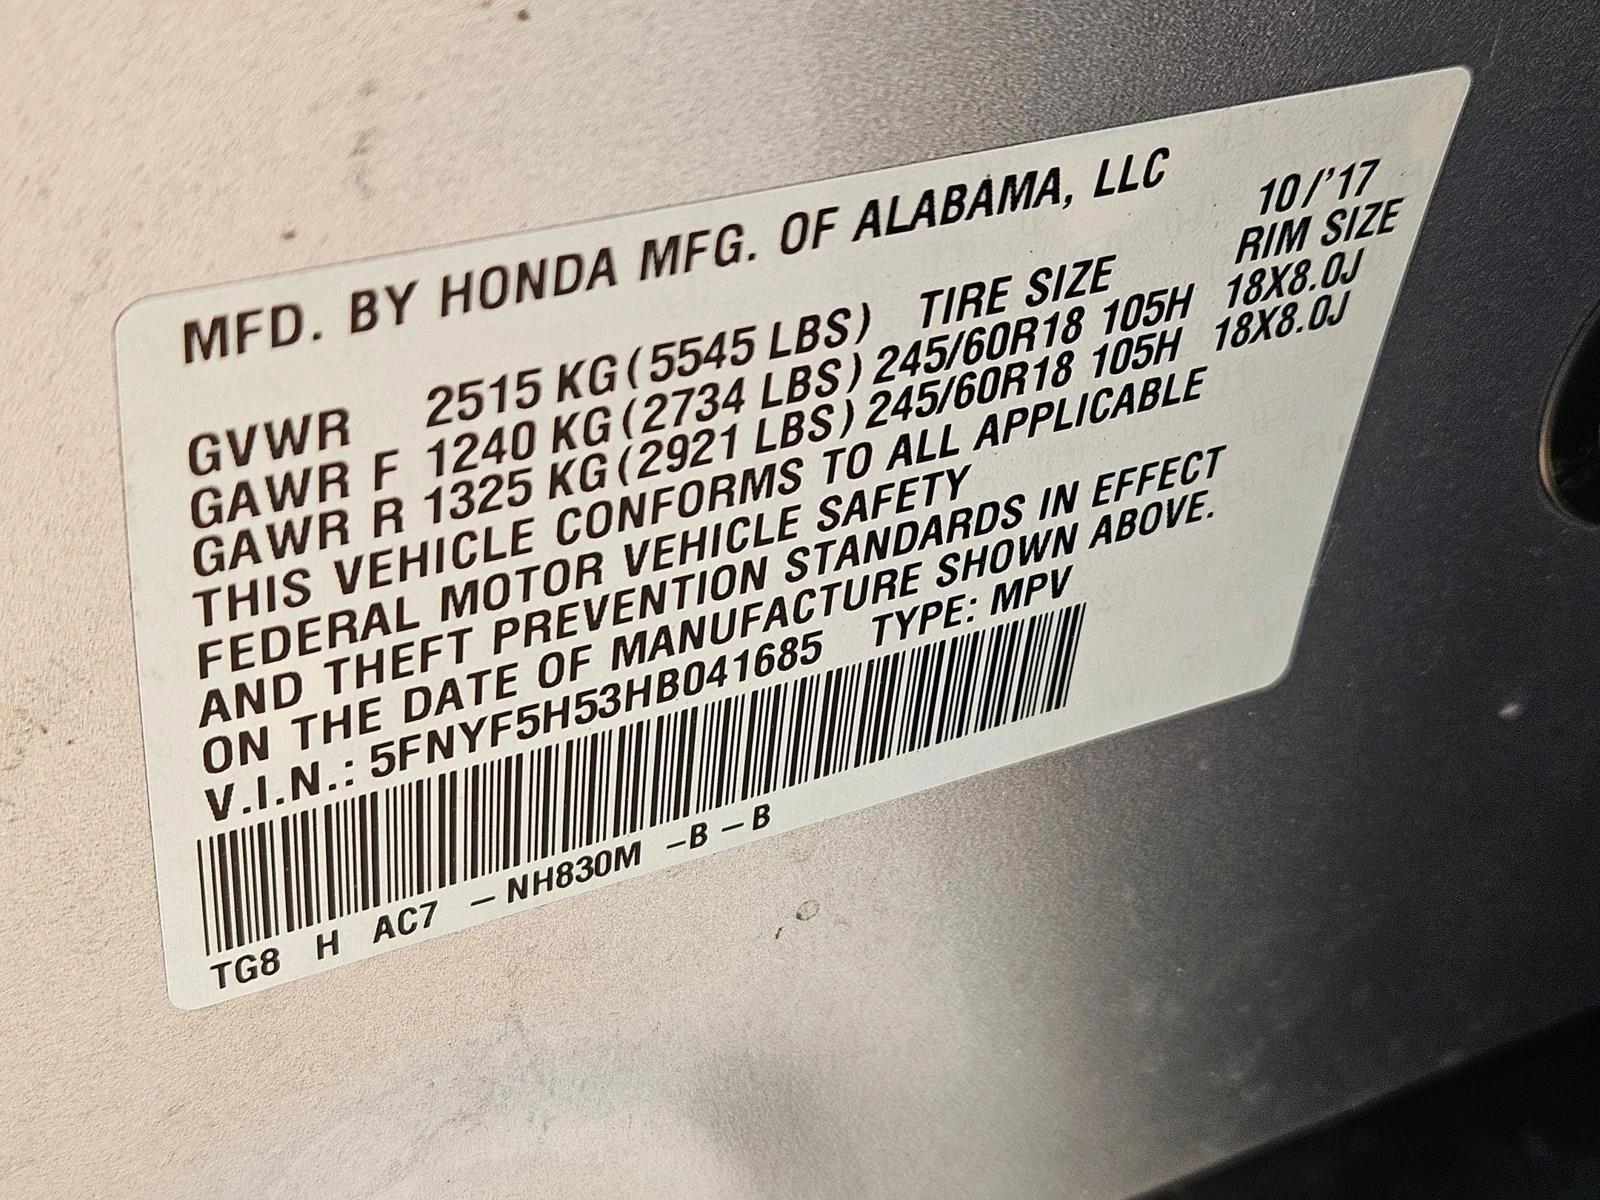 MFD. BY HONDA MFG. OF ALABAMA, LLC 10/'17
TIRE SIZE RIM SIZE
GVWR 2515 KG (5545 LBS)
GAWR F 1240 KG (2734 LBS) 245/60R18 105H 18X8.0J
GAWR R 1325 KG (2921 LBS) 245/60R18 105H 18X8.0J
THIS VEHICLE CONFORMS TO ALL APPLICABLE
FEDERAL MOTOR VEHICLE SAFETY
AND THEFT PREVENTION STANDARDS IN EFFECT
ON THE DATE OF MANUFACTURE SHOWN ABOVE.
V.I.N.: 5FNYF5H53HB041685 TYPE: MPV
TG8 H AC7 – NH830M –B – B